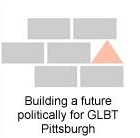 Building a future
politically for GLBT
Pittsburgh